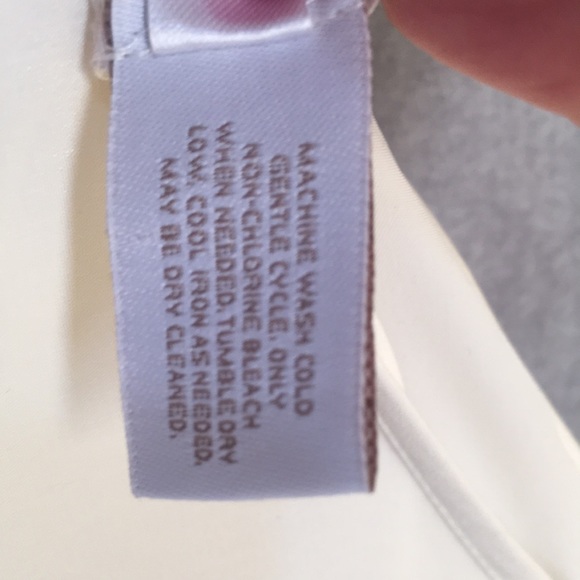 MACHINE WASH COLD
GENTLE CYCLE. ONLY
NON-CHLORINE BLEACH
WHEN NEEDED. TUMBLE DRY
LOW. COOL IRON AS NEEDED.
MAY BE DRY CLEANED.